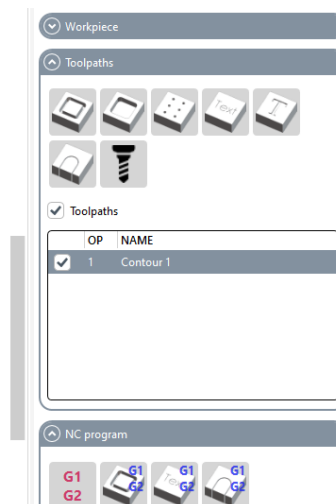 Workpiece
Toolpaths
Text
T
Toolpaths
OP NAME
1 Contour 1
NC program
G1 G1 G1 G1
G2 G2 Text G2 G2